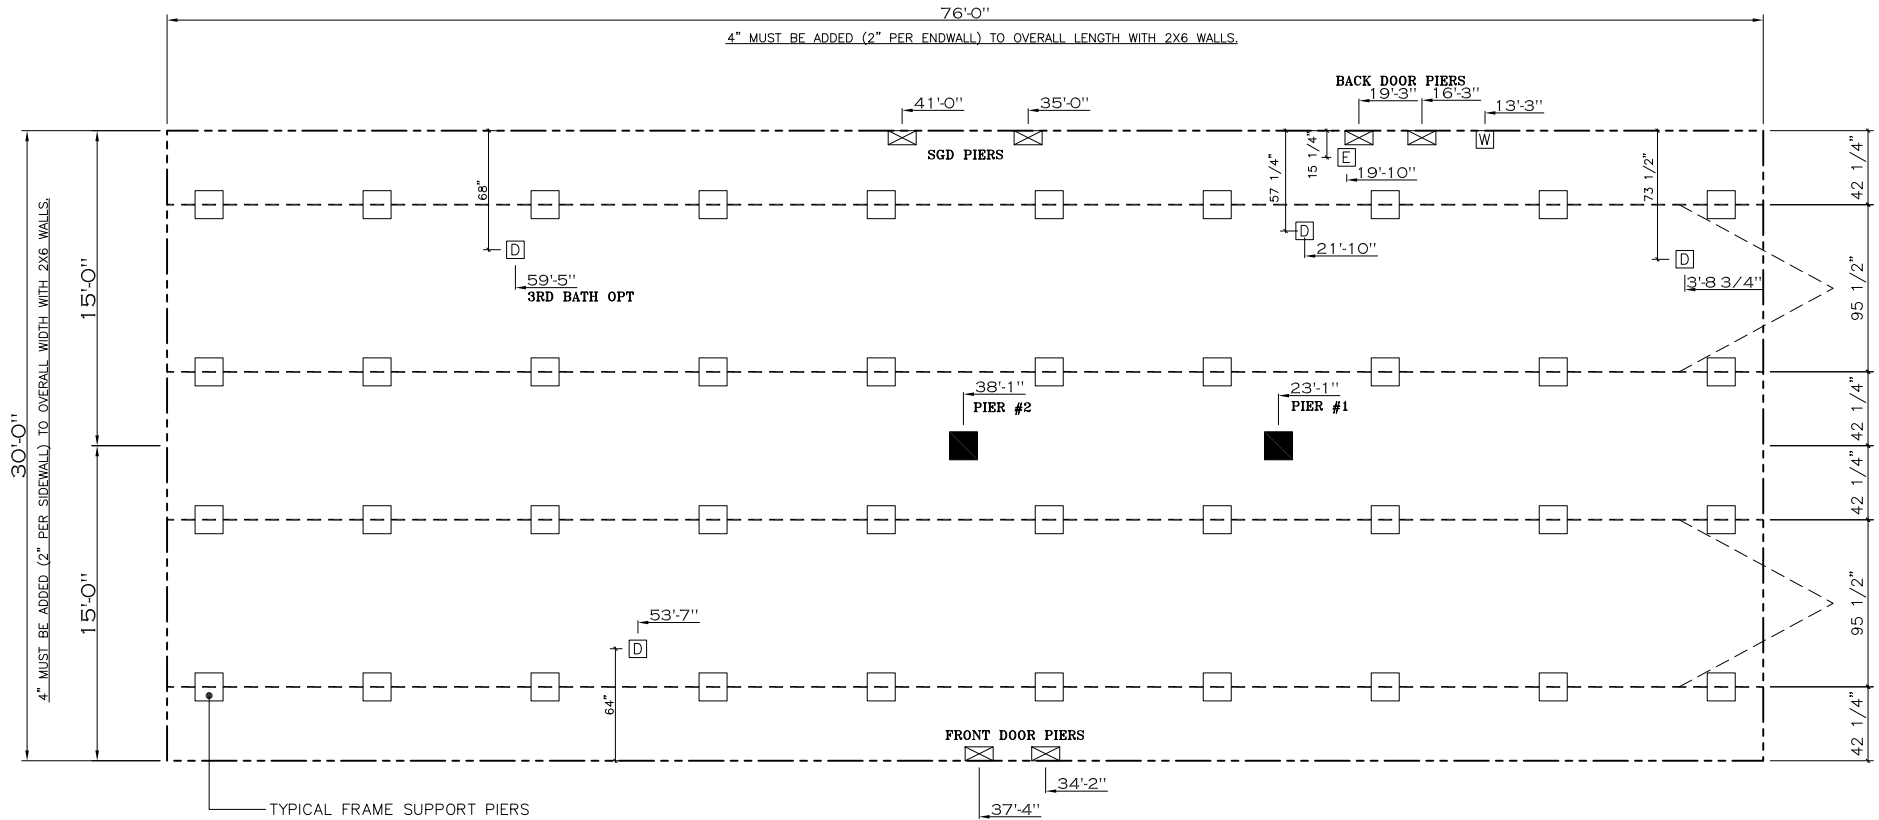 76'-0"
4" MUST BE ADDED (2" PER ENDWALL) TO OVERALL LENGTH WITH 2X6 WALLS.
BACK DOOR PIERS
41'-0"
35'-0"
19'-3"
16'-3"
13'-3"
W
SGD PIERS
E
15 1/4"
19'-10"
57 1/4"
73 1/2"
42 1/4"
68"
D
D
D
21'-10"
59'-5"
3RD BATH OPT
3'-8 3/4"
95 1/2"
15'-0"
4" MUST BE ADDED (2" PER SIDEWALL) TO OVERALL WIDTH WITH 2X6 WALLS.
38'-1"
PIER #2
23'-1"
PIER #1
42 1/4"
30'-0"
42 1/4"
15'-0"
95 1/2"
53'-7"
D
64"
42 1/4"
FRONT DOOR PIERS
34'-2"
37'-4"
TYPICAL FRAME SUPPORT PIERS